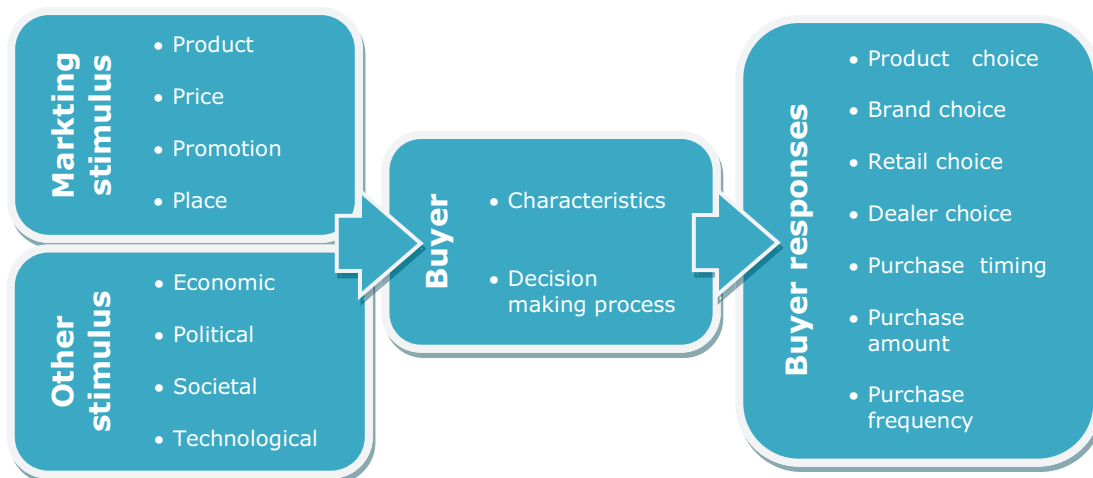 Markting
stimulus
• Product
• Price
• Promotion
• Place
Other
stimulus
• Economic
• Political
• Societal
• Technological
Buyer
• Characteristics
• Decision
making process
Buyer responses
• Product choice
• Brand choice
• Retail choice
• Dealer choice
• Purchase timing
• Purchase
amount
• Purchase
frequency